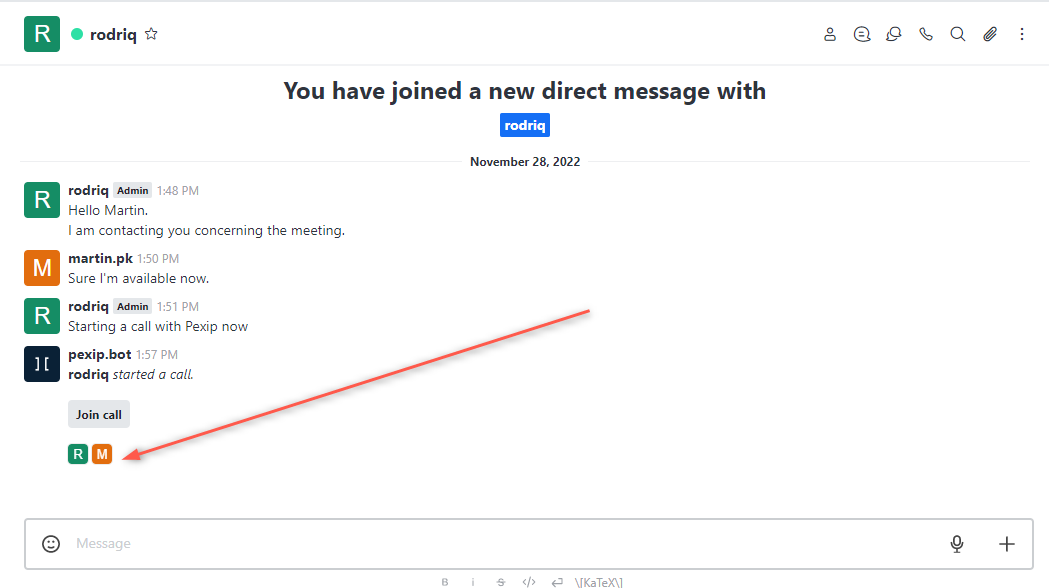 R rodriq
You have joined a new direct message with
rodriq
November 28, 2022
R rodriq Admin 1:48 PM
Hello Martin.
I am contacting you concerning the meeting.
M martin.pk 1:50 PM
Sure I'm available now.
R rodriq Admin 1:51 PM
Starting a call with Pexip now
pexip.bot 1:57 PM
rodriq started a call.
Join call
R M
Message
B i S </> \[KaTeX\]